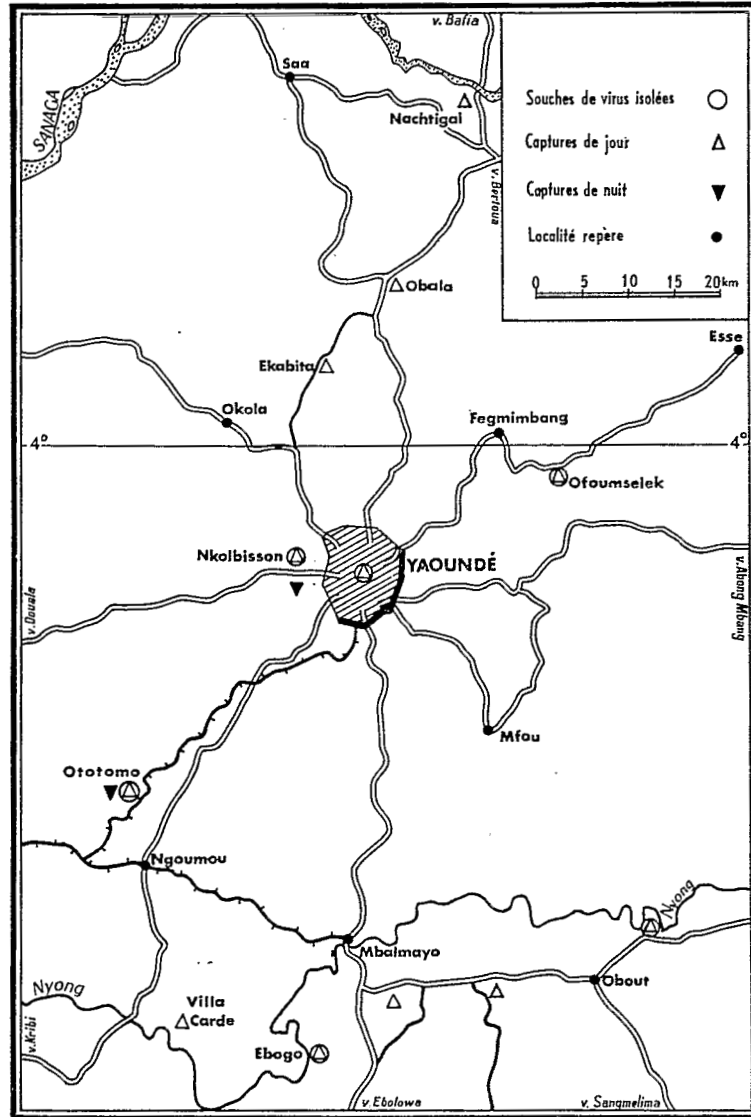 v. Bafia
Saa
SANAGA
Nachtigal
v. Bertoua
Souches de virus isolées
Captures de jour
Captures de nuit
Localité repère
0 5 10 15 20 km
Obala
Ekabita
Esse
Okola
Fegmimbang
4°
4°
Ofoumselek
Nkolbisson
YAOUNDÉ
v. Douala
v. Abong Mbang
Mfou
Ototomo
Ngoumou
Nyong
Mbalmayo
Obout
Nyong
Villa
Carde
Ebogo
v. Kribi
v. Ebolowa
v. Sangmelima